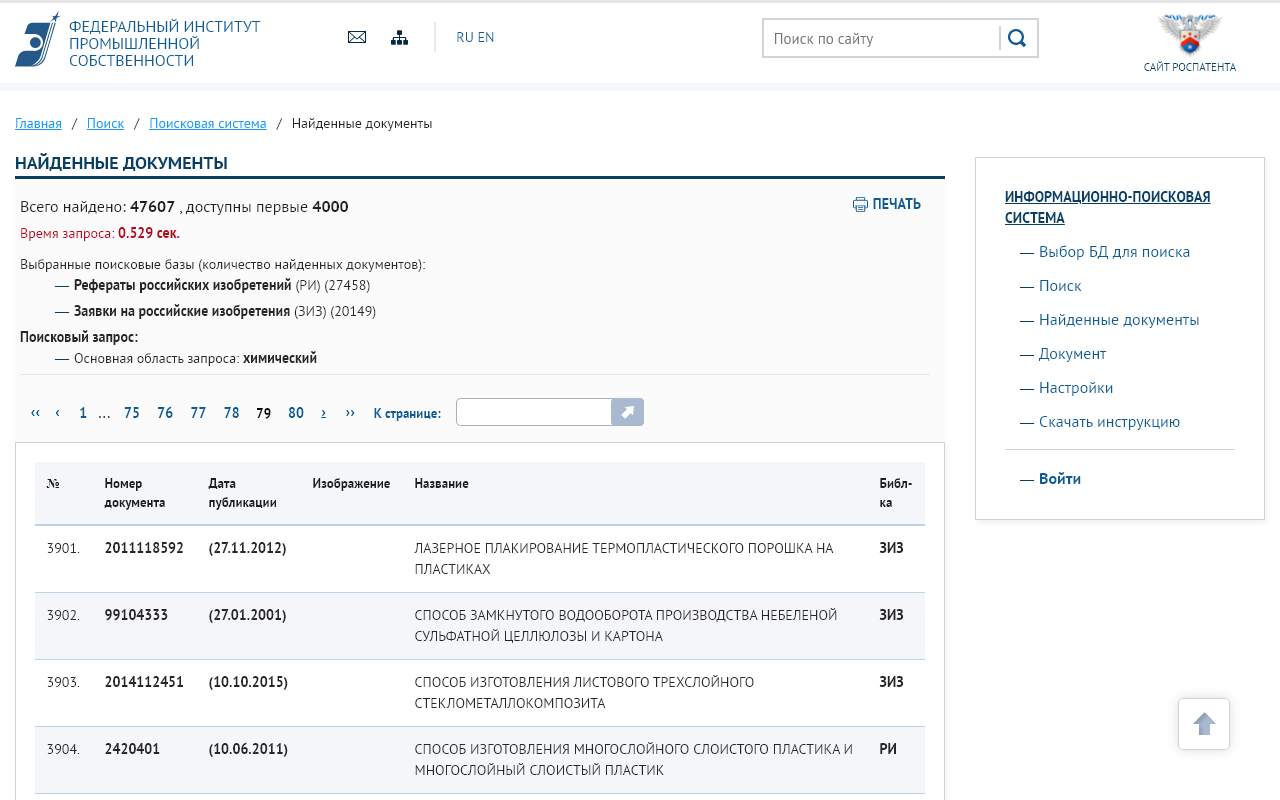 ФЕДЕРАЛЬНЫЙ ИНСТИТУТ
ПРОМЫШЛЕННОЙ
СОБСТВЕННОСТИ
RU EN
Поиск по сайту
САЙТ РОСПАТЕНТА
Главная / Поиск / Поисковая система / Найденные документы
НАЙДЕННЫЕ ДОКУМЕНТЫ
Всего найдено: 47607 , доступны первые 4000
ПЕЧАТЬ
Время запроса: 0.529 сек.
Выбранные поисковые базы (количество найденных документов):
— Рефераты российских изобретений (РИ) (27458)
— Заявки на российские изобретения (ЗИЗ) (20149)
Поисковый запрос:
— Основная область запроса: химический
‹‹ ‹ 1 ... 75 76 77 78 79 80 › ›› К странице:
№ Номер документа Дата публикации Изображение Название Библ-ка
3901. 2011118592 (27.11.2012) ЛАЗЕРНОЕ ПЛАКИРОВАНИЕ ТЕРМОПЛАСТИЧЕСКОГО ПОРОШКА НА ЗИЗ
ПЛАСТИКАХ
3902. 99104333 (27.01.2001) СПОСОБ ЗАМКНУТОГО ВОДООБОРОТА ПРОИЗВОДСТВА НЕБЕЛЕНОЙ ЗИЗ
СУЛЬФАТНОЙ ЦЕЛЛЮЛОЗЫ И КАРТОНА
3903. 2014112451 (10.10.2015) СПОСОБ ИЗГОТОВЛЕНИЯ ЛИСТОВОГО ТРЕХСЛОЙНОГО ЗИЗ
СТЕКЛОМЕТАЛЛОКОМПОЗИТА
3904. 2420401 (10.06.2011) СПОСОБ ИЗГОТОВЛЕНИЯ МНОГОСЛОЙНОГО СЛОИСТОГО ПЛАСТИКА И РИ
МНОГОСЛОЙНЫЙ СЛОИСТЫЙ ПЛАСТИК
ИНФОРМАЦИОННО-ПОИСКОВАЯ
СИСТЕМА
— Выбор БД для поиска
— Поиск
— Найденные документы
— Документ
— Настройки
— Скачать инструкцию
— Войти